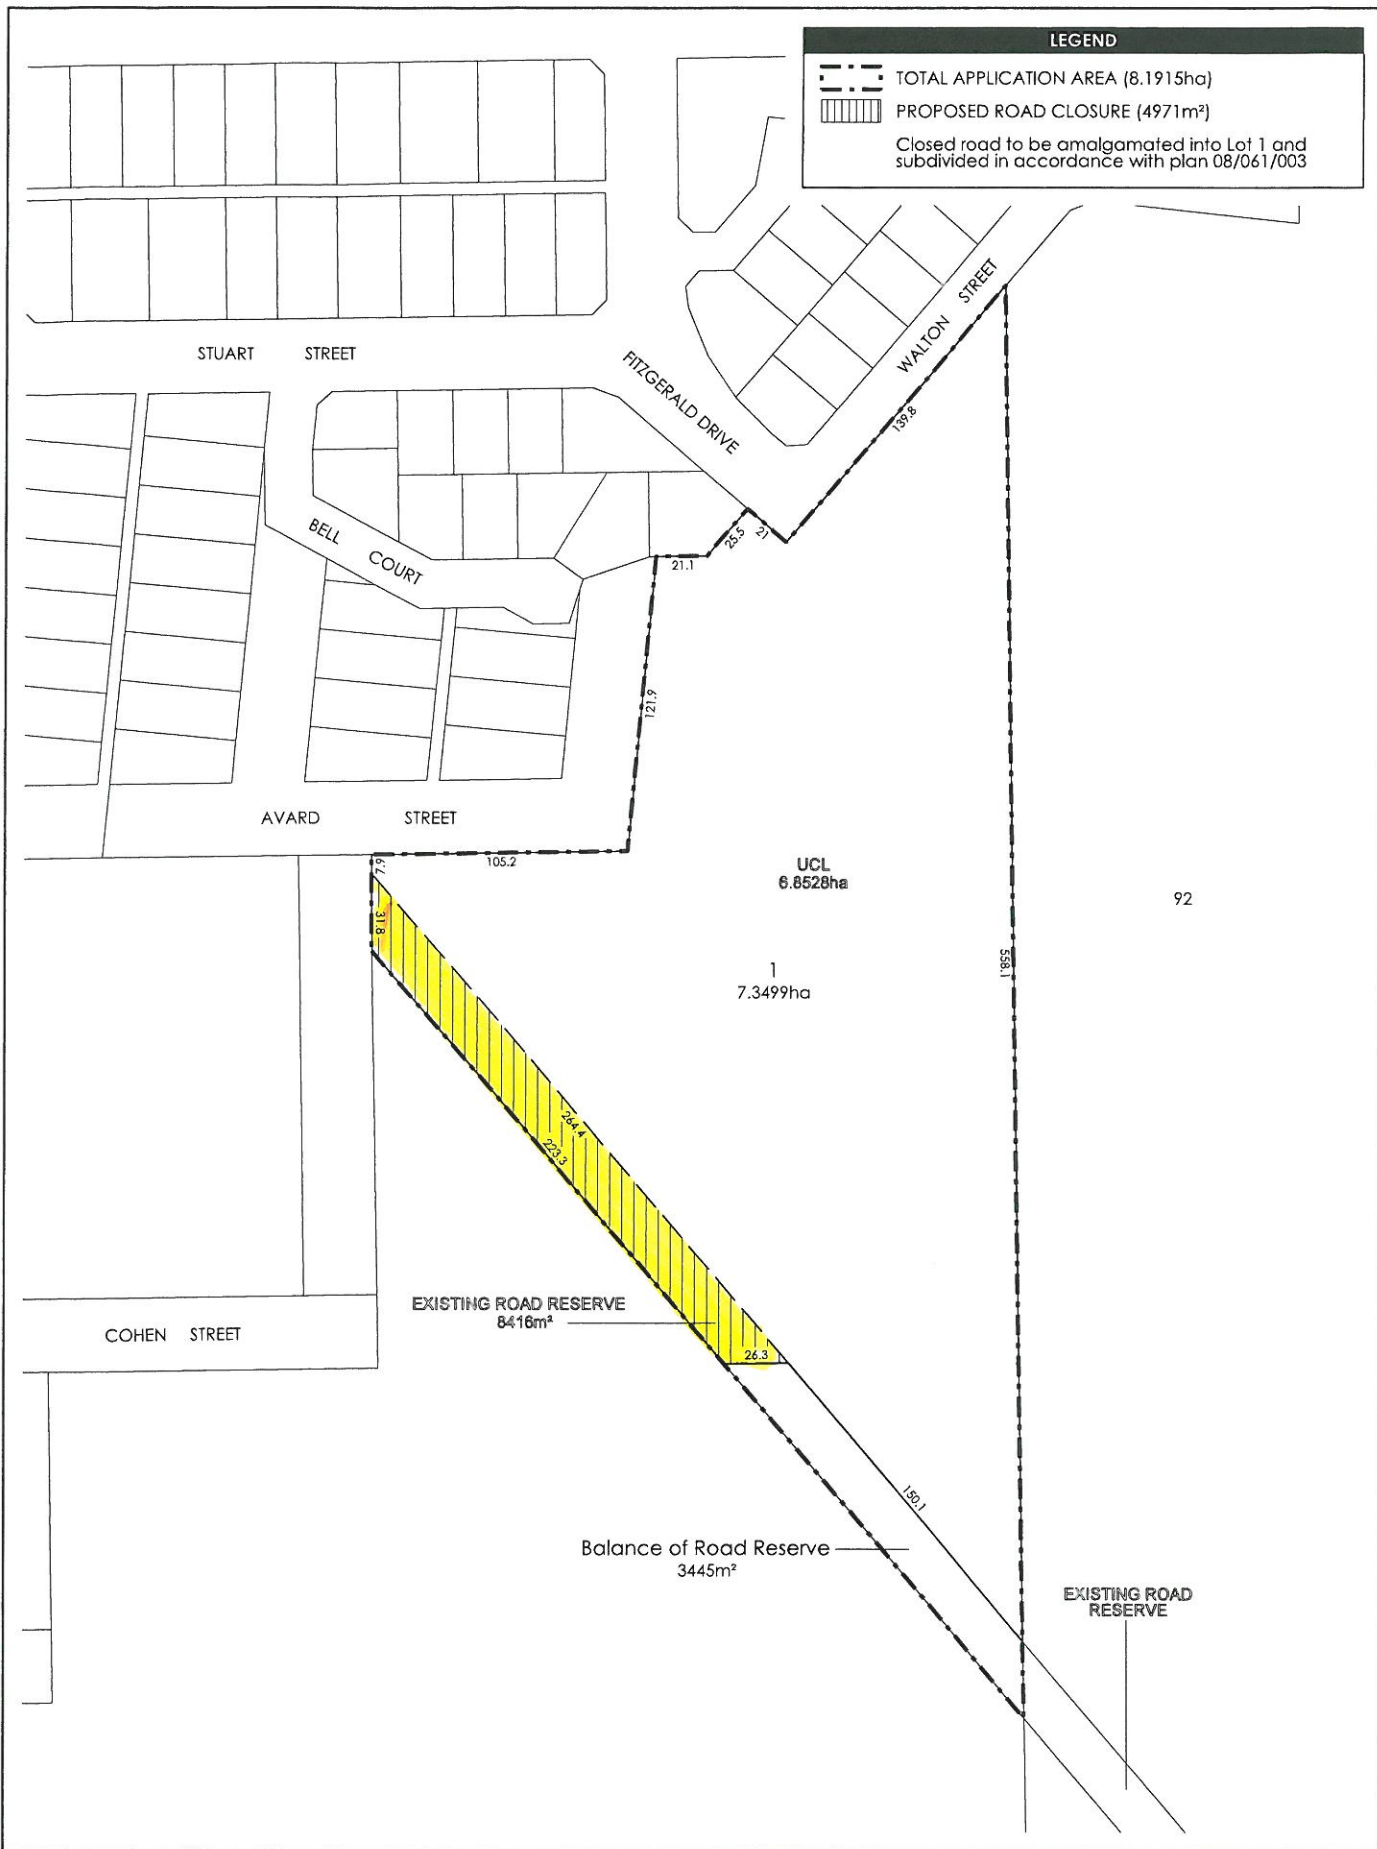 LEGEND
TOTAL APPLICATION AREA (8.1915ha)
PROPOSED ROAD CLOSURE (4971m²)
Closed road to be amalgamated into Lot 1 and
subdivided in accordance with plan 08/061/003
STUART STREET
FITZGERALD DRIVE
WALTON STREET
139.8
BELL COURT
21.1
25.5
21
121.9
AVARD STREET
105.2
7.9
31.8
UCL
6.8528ha
92
558.1
1
7.3499ha
264.4
223.3
EXISTING ROAD RESERVE
8416m²
26.3
COHEN STREET
150.1
Balance of Road Reserve
3445m²
EXISTING ROAD
RESERVE